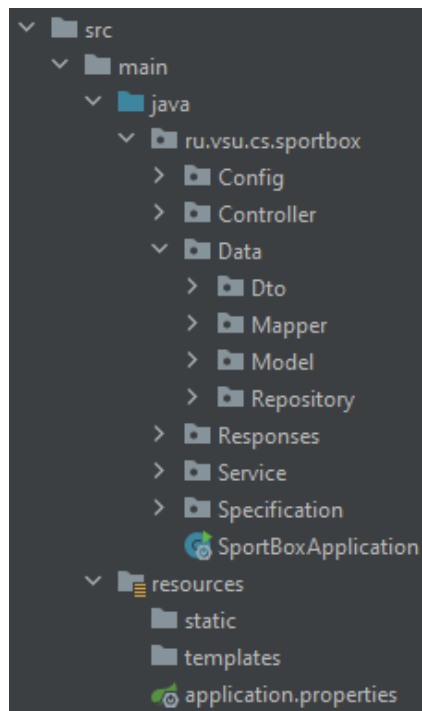 src
main
java
ru.vsu.cs.sportbox
Config
Controller
Data
Dto
Mapper
Model
Repository
Responses
Service
Specification
SportBoxApplication
resources
static
templates
application.properties